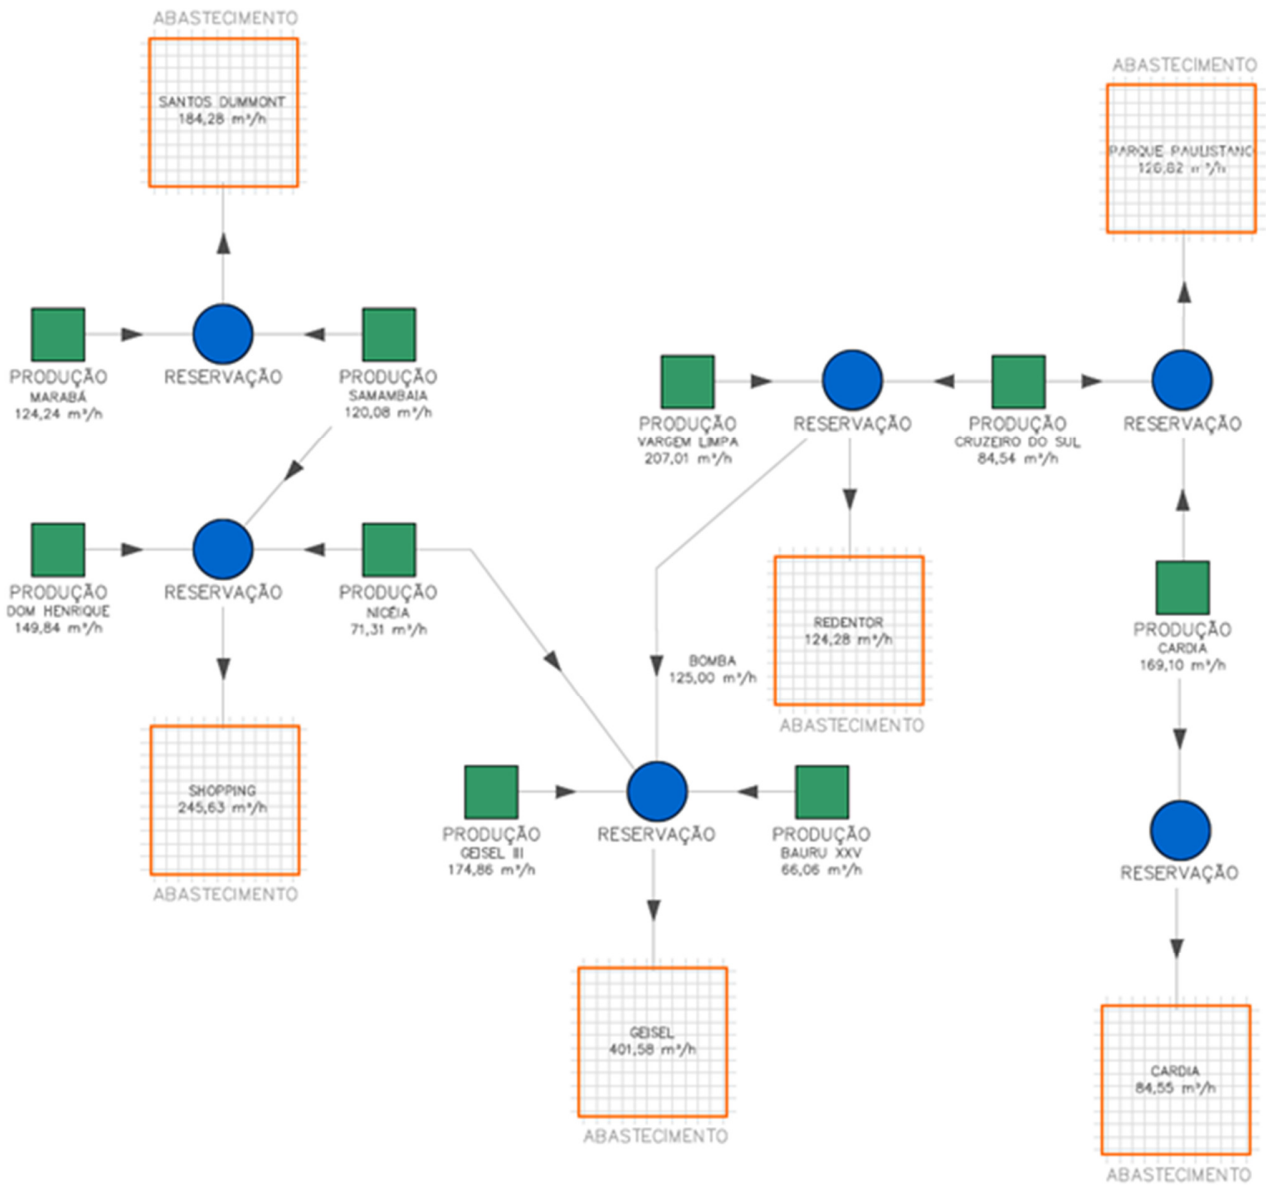 ABASTECIMENTO
SANTOS DUMMONT
184,28 m³/h
ABASTECIMENTO
PARQUE PAULISTANO
126,82 m³/h
PRODUÇÃO
MARABÁ
124,24 m³/h
RESERVAÇÃO
PRODUÇÃO
SAMAMBAIA
120,08 m³/h
PRODUÇÃO
VARGEM LIMPA
207,01 m³/h
RESERVAÇÃO
PRODUÇÃO
CRUZEIRO DO SUL
84,54 m³/h
RESERVAÇÃO
PRODUÇÃO
DOM HENRIQUE
149,84 m³/h
RESERVAÇÃO
PRODUÇÃO
NICÉIA
71,31 m³/h
REDENTOR
124,28 m³/h
ABASTECIMENTO
BOMBA
125,00 m³/h
PRODUÇÃO
CARDIA
169,10 m³/h
SHOPPING
245,63 m³/h
ABASTECIMENTO
PRODUÇÃO
GEISEL III
174,86 m³/h
RESERVAÇÃO
PRODUÇÃO
BAURU XXV
66,06 m³/h
RESERVAÇÃO
GEISEL
401,58 m³/h
ABASTECIMENTO
CARDIA
84,55 m³/h
ABASTECIMENTO